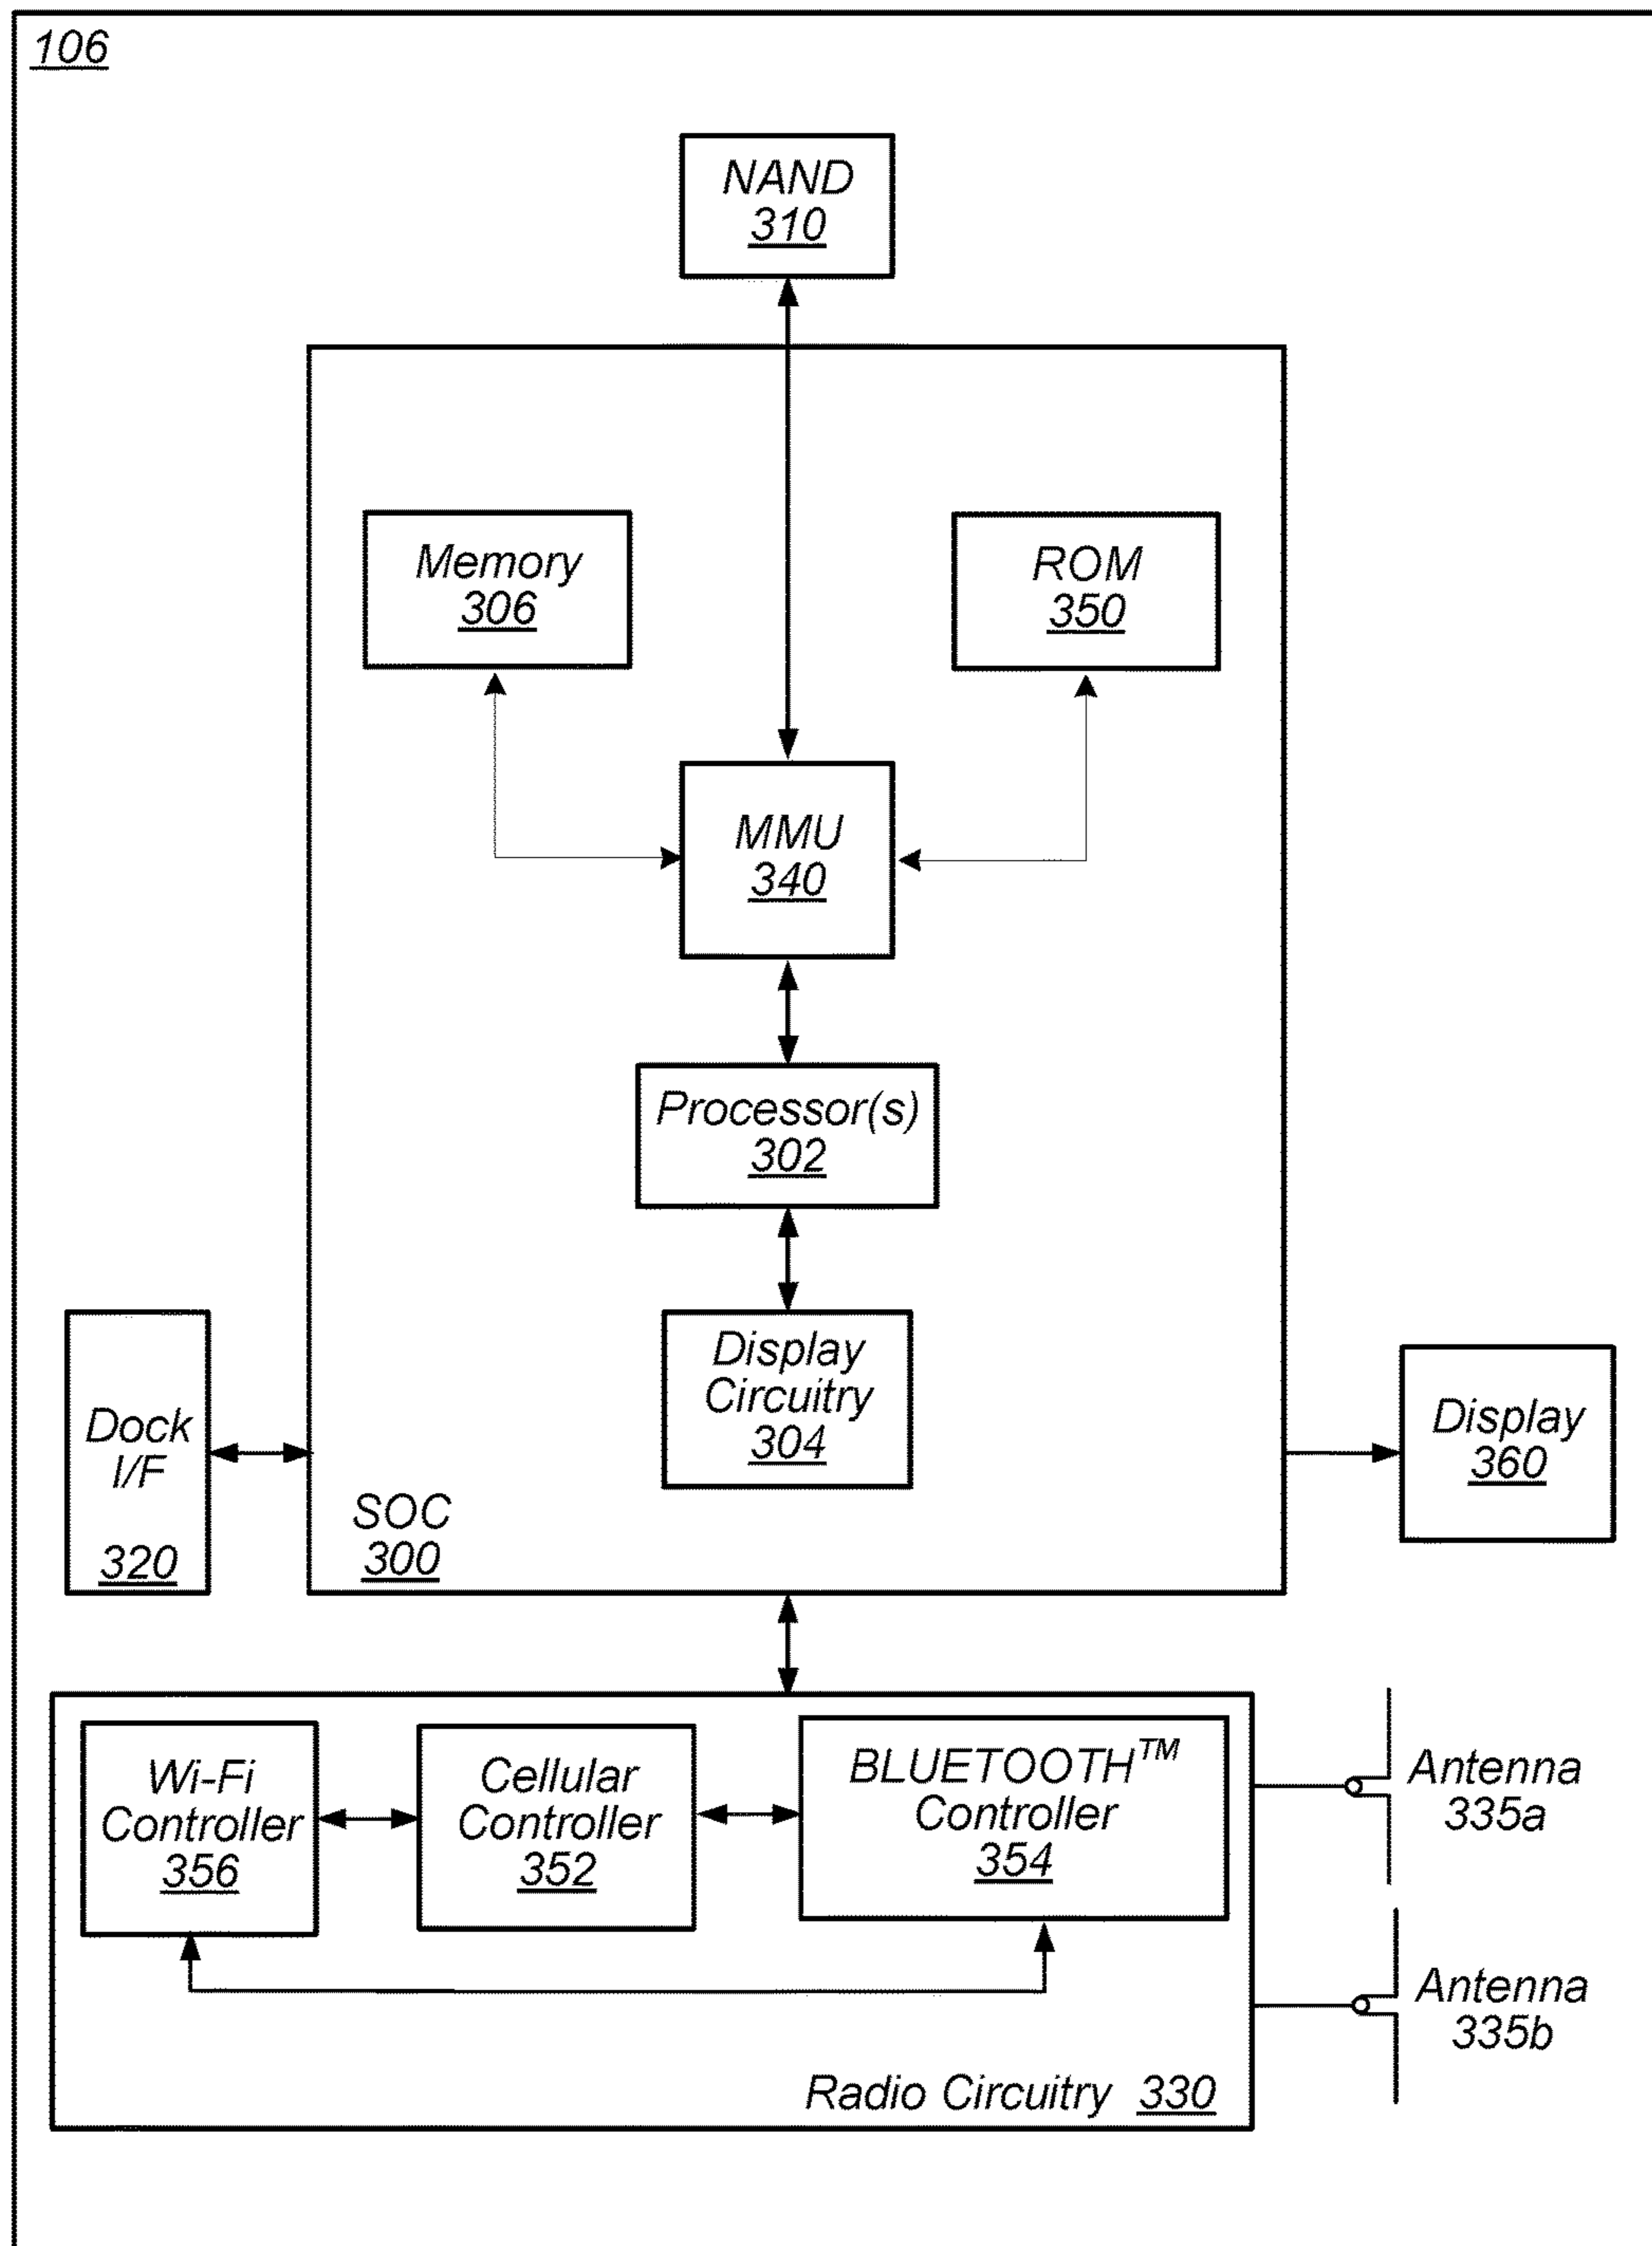 106
NAND
310
Memory
306
ROM
350
MMU
340
Processor(s)
302
Display
Circuitry
304
Dock
I/F
320
SOC
300
Display
360
Wi-Fi
Controller
356
Cellular
Controller
352
BLUETOOTH™
Controller
354
Antenna
335a
Antenna
335b
Radio Circuitry 330